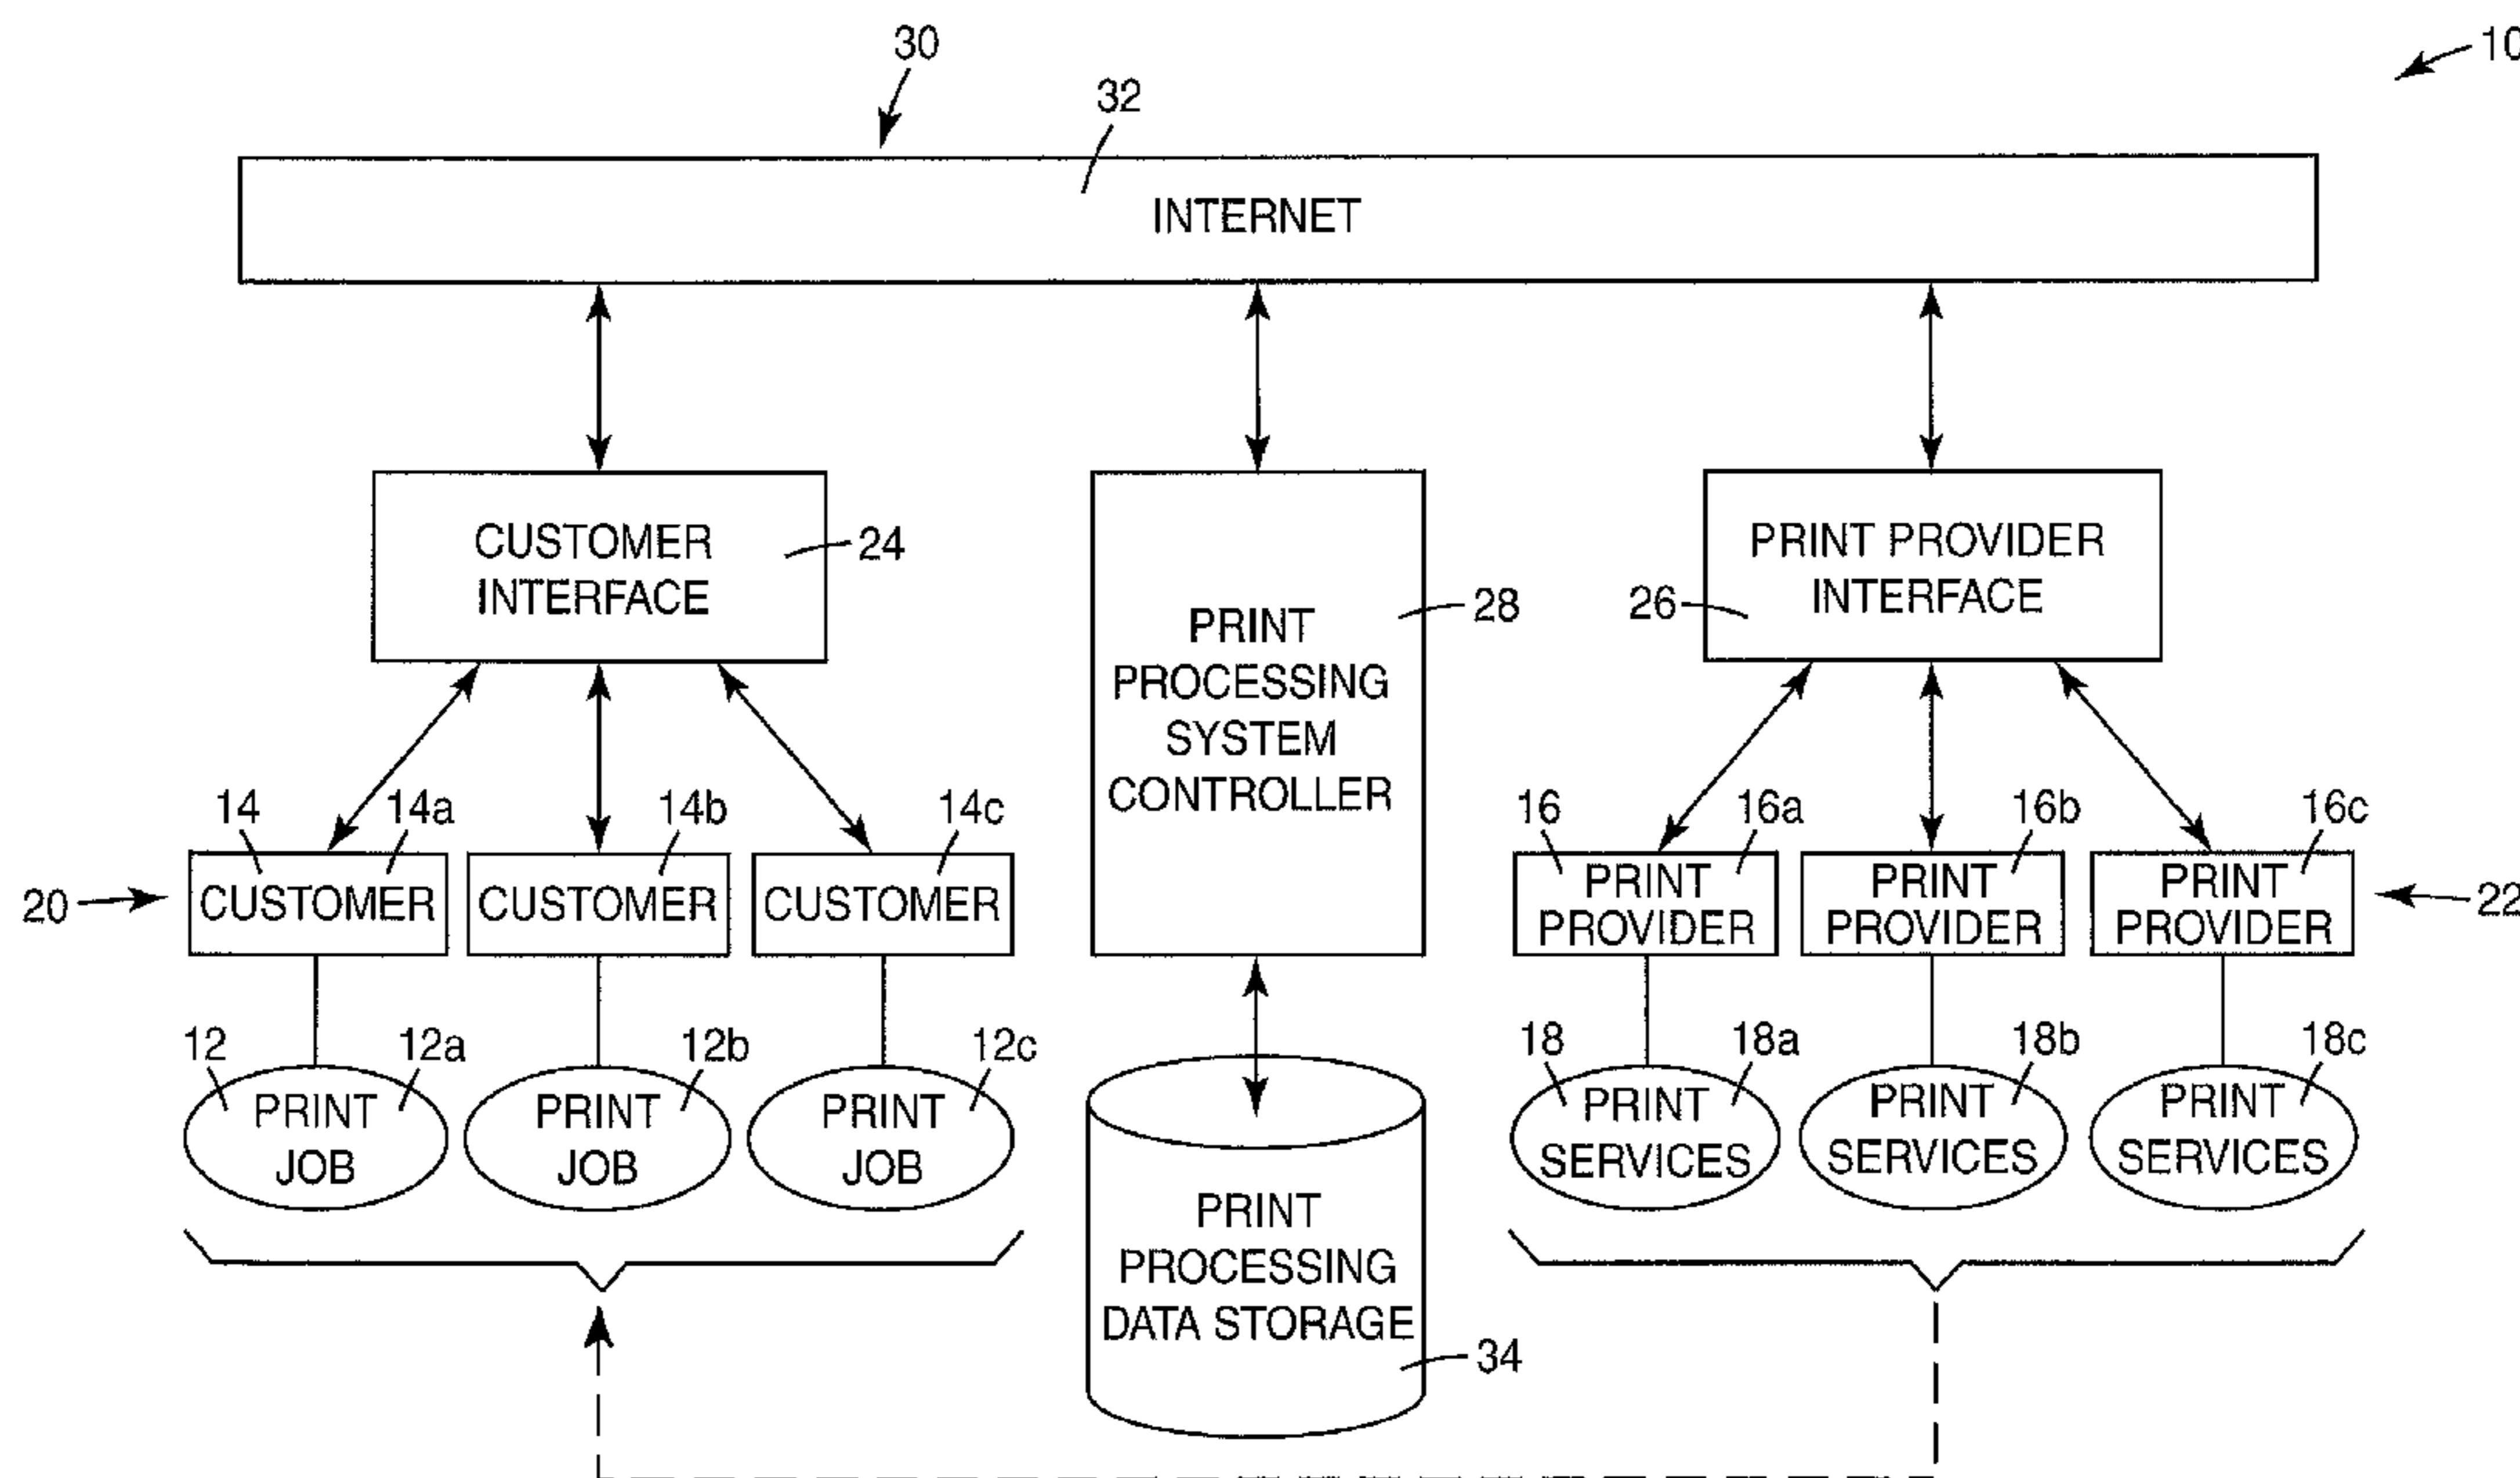 30
10
32
INTERNET
CUSTOMER
INTERFACE
24
PRINT
PROCESSING
SYSTEM
CONTROLLER
28
PRINT PROVIDER
INTERFACE
26
14
14a
14b
14c
16
16a
16b
16c
20
CUSTOMER
CUSTOMER
CUSTOMER
PRINT
PROVIDER
PRINT
PROVIDER
PRINT
PROVIDER
22
12
12a
12b
12c
18
18a
18b
18c
PRINT
JOB
PRINT
JOB
PRINT
JOB
PRINT
SERVICES
PRINT
SERVICES
PRINT
SERVICES
PRINT
PROCESSING
DATA STORAGE
34